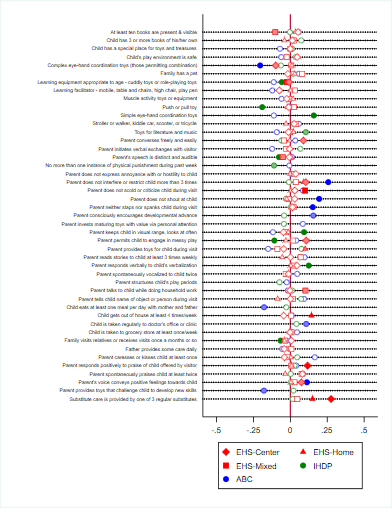 At least ten books are present & visible
Child has 3 or more books of his/her own
Child has a special place for toys and treasures
Child's play environment is safe
Complex eye-hand coordination toys (those permitting combination)
Family has a pet
Learning equipment appropriate to age - cuddly toys or role-playing toys
Learning facilitator - mobile, table and chairs, high chair, play pen
Muscle activity toys or equipment
Push or pull toy
Simple eye-hand coordination toys
Stroller or walker, kiddie car, scooter, or tricycle
Toys for literature and music
Parent converses freely and easily
Parent initiates verbal exchanges with visitor
Parent's speech is distinct and audible
No more than one instance of physical punishment during past week
Parent does not express annoyance with or hostility to child
Parent does not interfere or restrict child more than 3 times
Parent does not scold or criticize child during visit
Parent does not shout at child
Parent neither slaps nor spanks child during visit
Parent consciously encourages developmental advance
Parent invests maturing toys with value via personal attention
Parent keeps child in visual range, looks at often
Parent permits child to engage in messy play
Parent provides toys for child during visit
Parent reads stories to child at least 3 times weekly
Parent responds verbally to child's verbalization
Parent spontaneously vocalized to child twice
Parent structures child's play periods
Parent talks to child while doing household work
Parent tells child name of object or person during visit
Child eats at least one meal per day with mother and father
Child gets out of house at least 4 times/week
Child is taken regularly to doctor's office or clinic
Child is taken to grocery store at least once/week
Family visits relatives or receives visits once a month or so
Father provides some care daily
Parent caresses or kisses child at least once
Parent responds positively to praise of child offered by visitor
Parent spontaneously praises child at least twice
Parent's voice conveys positive feelings towards child
Parent provides toys that challenge child to develop new skills
Substitute care is provided by one of 3 regular substitutes
-.5 -.25 0 .25 .5
EHS-Center EHS-Home
EHS-Mixed IHDP
ABC